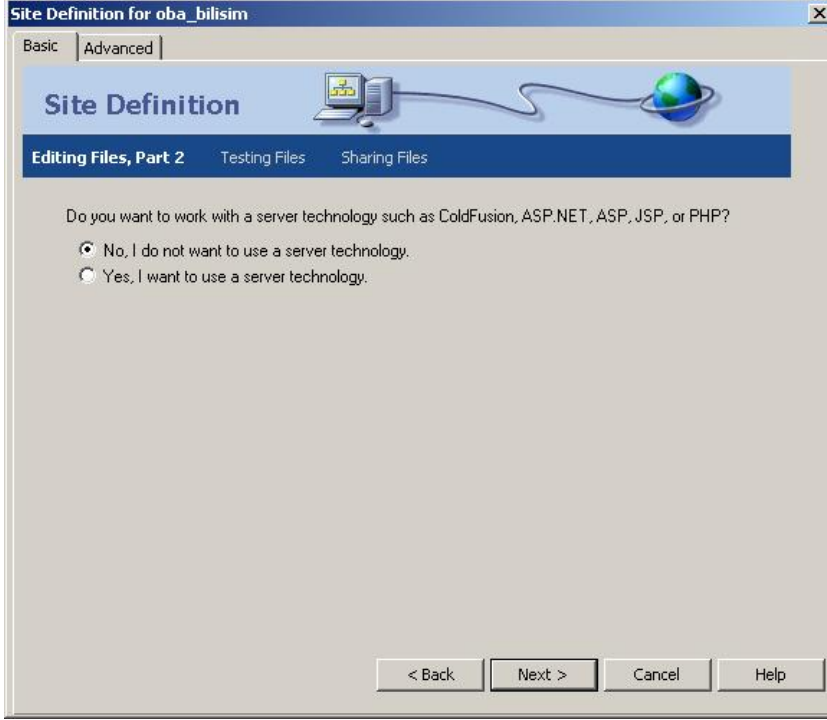 Site Definition for oba_bilisim
Basic
Advanced
Site Definition
Editing Files, Part 2 Testing Files Sharing Files
Do you want to work with a server technology such as ColdFusion, ASP.NET, ASP, JSP, or PHP?
No, I do not want to use a server technology.
Yes, I want to use a server technology.
< Back Next > Cancel Help